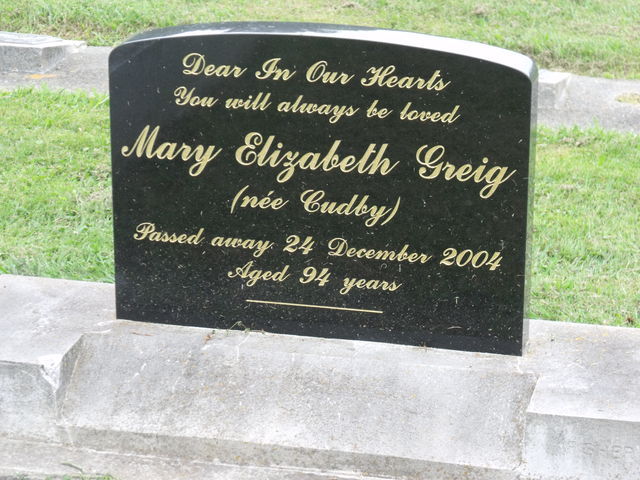 Dear In Our Hearts
You will always be loved
Mary Elizabeth Greig
(née Cudby)
Passed away 24 December 2004
Aged 94 years